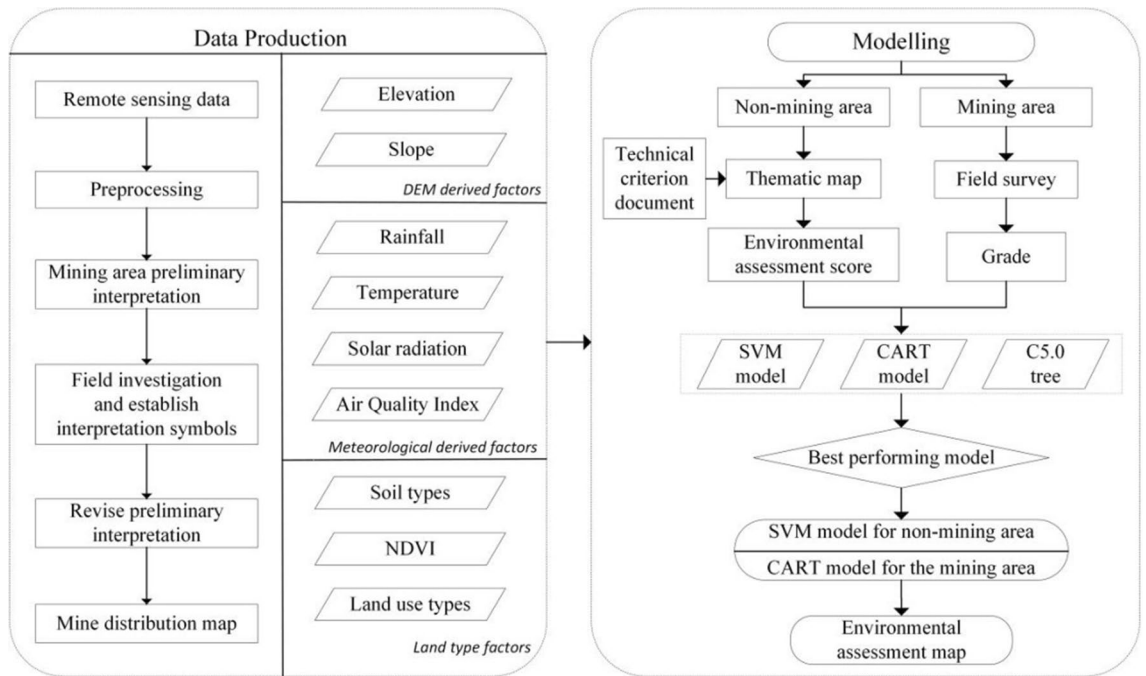 Data Production
Remote sensing data
Preprocessing
Mining area preliminary
interpretation
Field investigation
and establish
interpretation symbols
Revise preliminary
interpretation
Mine distribution map
Elevation
Slope
DEM derived factors
Rainfall
Temperature
Solar radiation
Air Quality Index
Meteorological derived factors
Soil types
NDVI
Land use types
Land type factors
Modelling
Non-mining area
Mining area
Technical
criterion
document
Thematic map
Field survey
Environmental
assessment score
Grade
SVM
model
CART
model
C5.0
tree
Best performing model
SVM model for non-mining area
CART model for the mining area
Environmental
assessment map